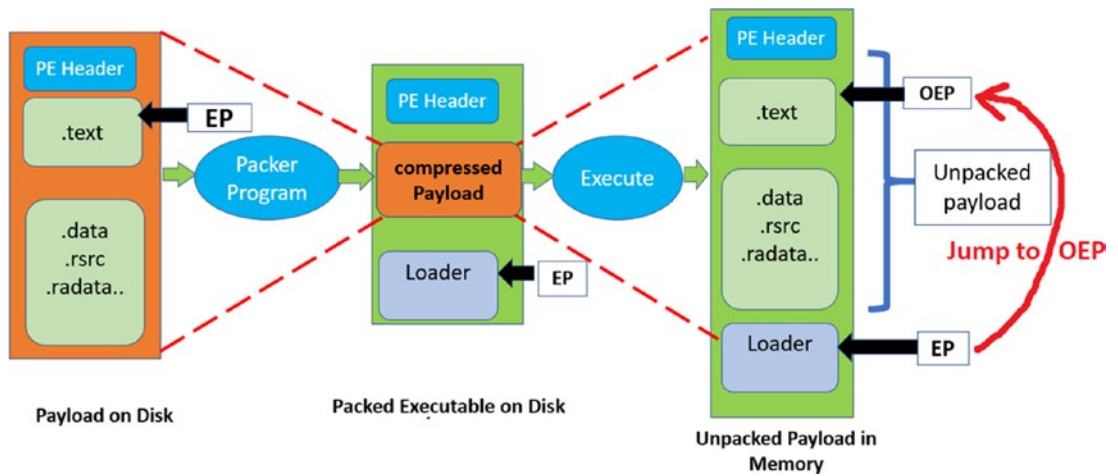 PE Header
.text
EP
.data
.rsrc
.radata..
Payload on Disk
Packer
Program
PE Header
compressed
Payload
Loader
EP
Packed Executable on Disk
Execute
PE Header
.text
OEP
.data
.rsrc
.radata..
Unpacked
payload
Jump to OEP
Loader
EP
Unpacked Payload in
Memory